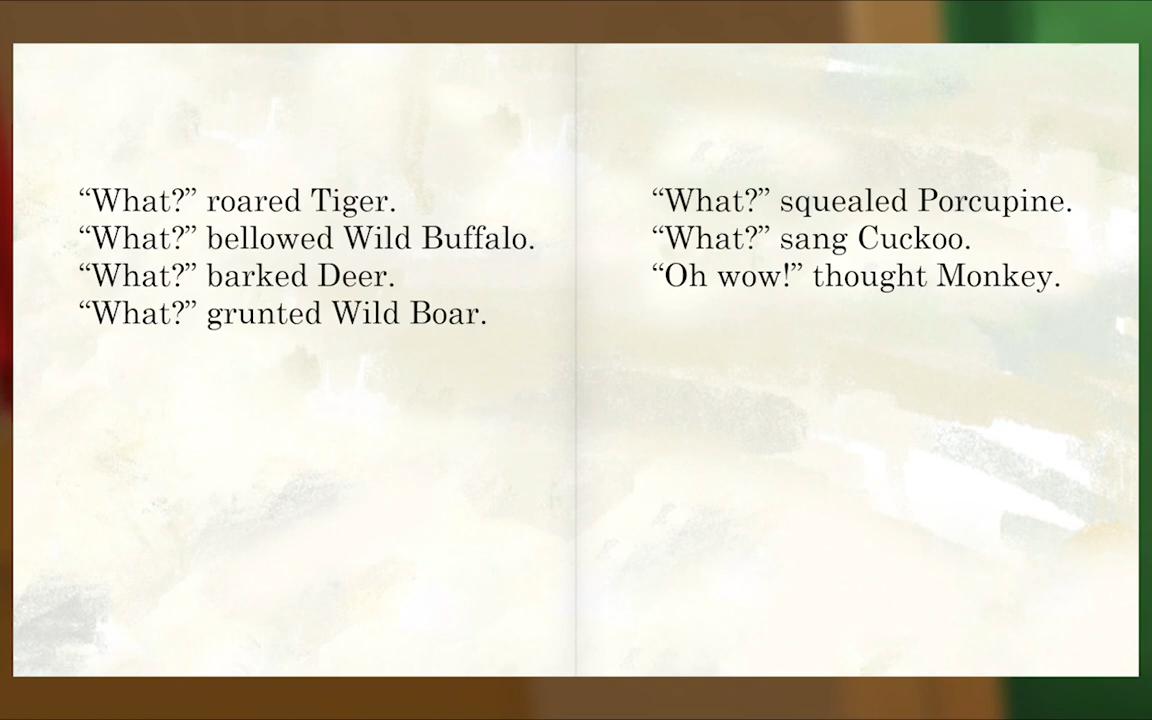 “What?” roared Tiger.
“What?” bellowed Wild Buffalo.
“What?” barked Deer.
“What?” grunted Wild Boar.
“What?” squealed Porcupine.
“What?” sang Cuckoo.
“Oh wow!” thought Monkey.